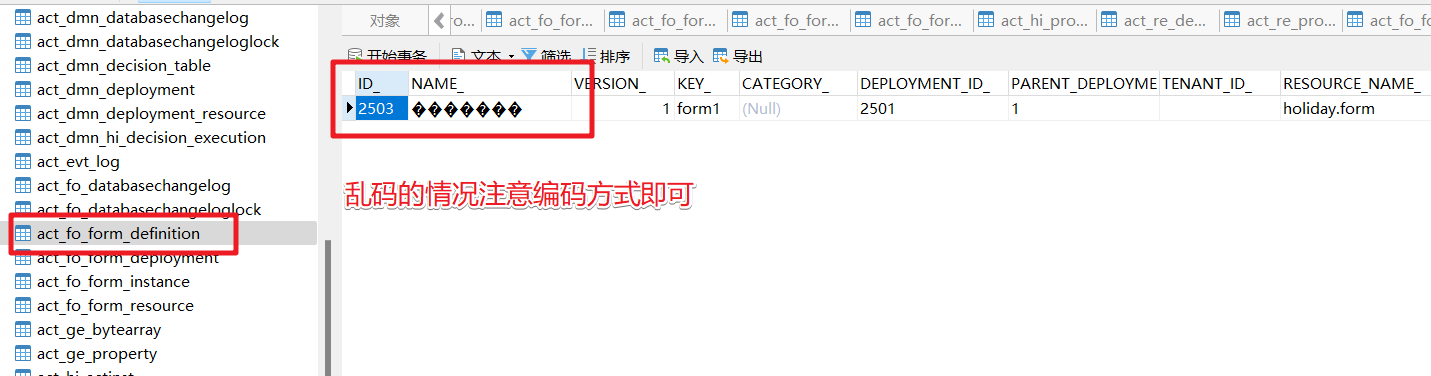 act_dmn_databasechangelog
act_dmn_databasechangeloglock
act_dmn_decision_table
act_dmn_deployment
act_dmn_deployment_resource
act_dmn_hi_decision_execution
act_evt_log
act_fo_databasechangelog
act_fo_databasechangeloglock
act_fo_form_definition
act_fo_form_deployment
act_fo_form_instance
act_fo_form_resource
act_ge_bytearray
act_ge_property
对象 ro... act_fo_for... act_fo_for... act_fo_for... act_fo_for... act_hi_pro... act_re_de... act_re_pro... act_fo_fo
开始事务 文本 筛选 排序 导入 导出
ID_ NAME_ VERSION_ KEY_ CATEGORY_ DEPLOYMENT_ID_ PARENT_DEPLOYME TENANT_ID_ RESOURCE_NAME_
2503 ������� 1 form1 (Null) 2501 1 holiday.form
乱码的情况注意编码方式即可